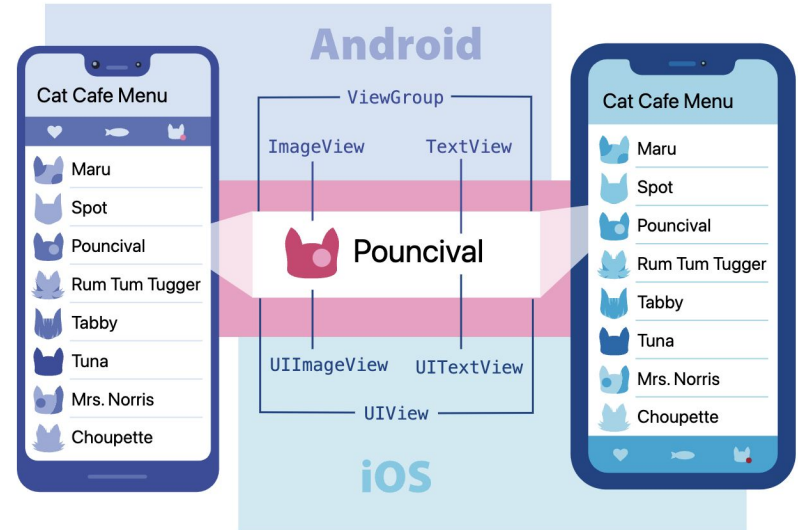 Android
Cat Cafe Menu
Maru
Spot
Pouncival
Rum Tum Tugger
Tabby
Tuna
Mrs. Norris
Choupette
ViewGroup
ImageView
TextView
Pouncival
UIImageView
UITextView
UIView
iOS
Cat Cafe Menu
Maru
Spot
Pouncival
Rum Tum Tugger
Tabby
Tuna
Mrs. Norris
Choupette